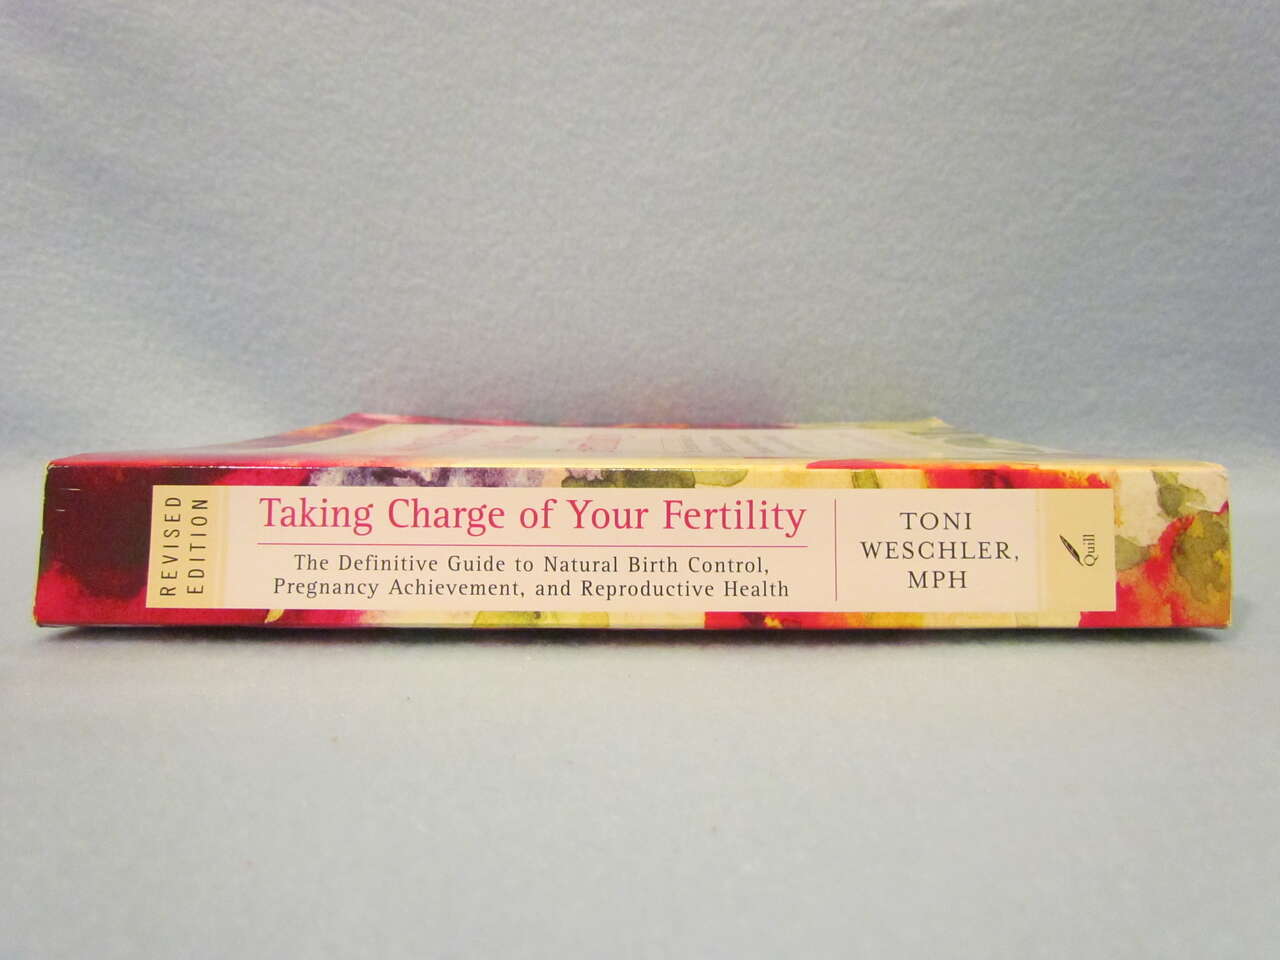 REVISED
EDITION
Taking Charge of Your Fertility
The Definitive Guide to Natural Birth Control,
Pregnancy Achievement, and Reproductive Health
TONI
WESCHLER,
MPH
Quill